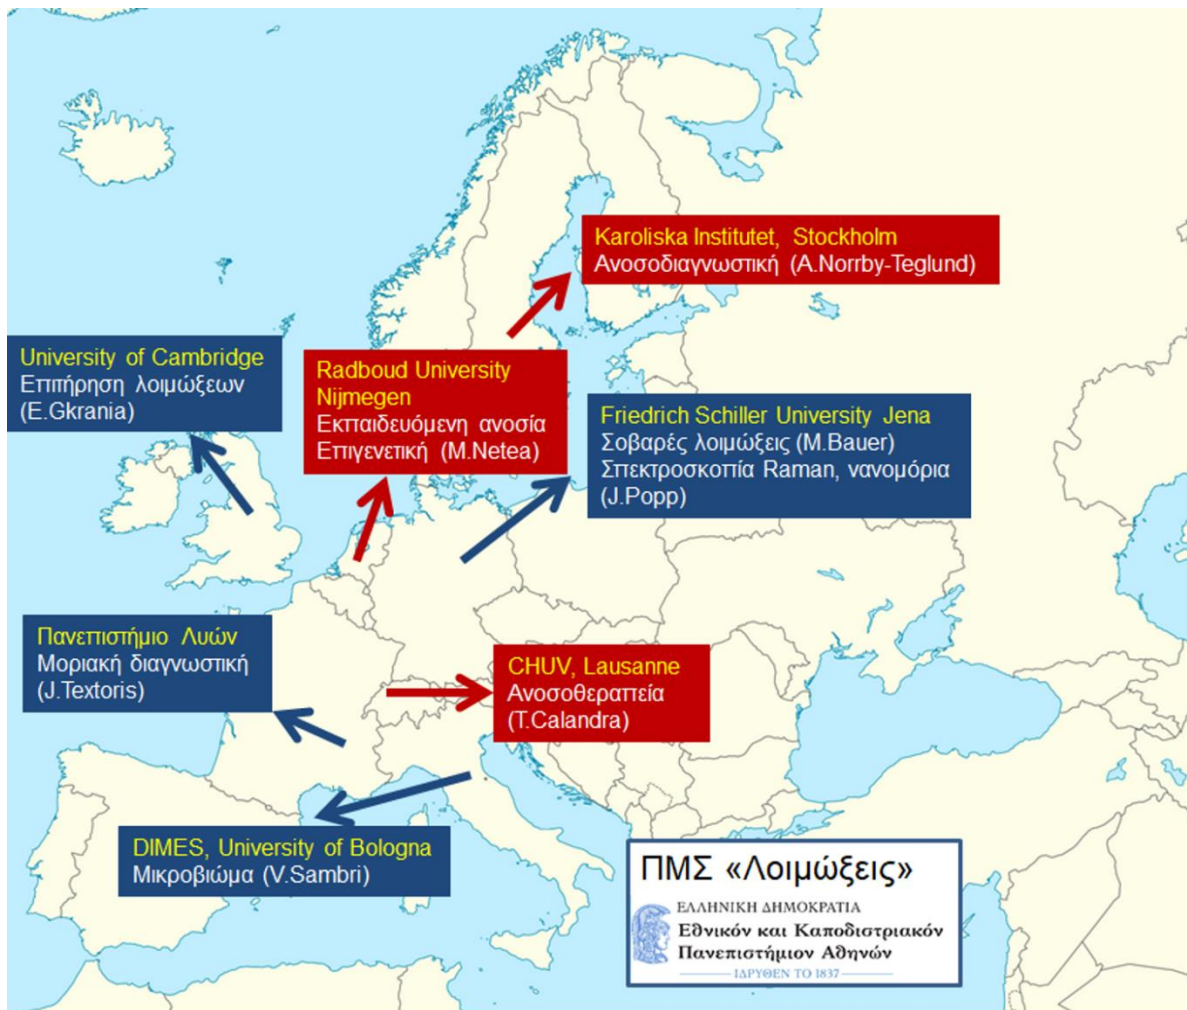 Karoliska Institutet, Stockholm
Ανοσοδιαγνωστική (A.Norrby-Teglund)
University of Cambridge
Επιτήρηση λοιμώξεων
(E.Gkrania)
Radboud University
Nijmegen
Εκπαιδευόμενη ανοσία
Επιγενετική (M.Netea)
Friedrich Schiller University Jena
Σοβαρές λοιμώξεις (M.Bauer)
Σπεκτροσκοπία Raman, νανομόρια
(J.Popp)
Πανεπιστήμιο Λυών
Μοριακή διαγνωστική
(J.Textoris)
CHUV, Lausanne
Ανοσοθεραπεία
(T.Calandra)
DIMES, University of Bologna
Μικροβιώμα (V.Sambri)
ΠΜΣ «Λοιμώξεις»
ΕΛΛΗΝΙΚΗ ΔΗΜΟΚΡΑΤΙΑ
Εθνικόν και Καποδιστριακόν
Πανεπιστήμιον Αθηνών
ΙΔΡΥΘΕΝ ΤΟ 1837